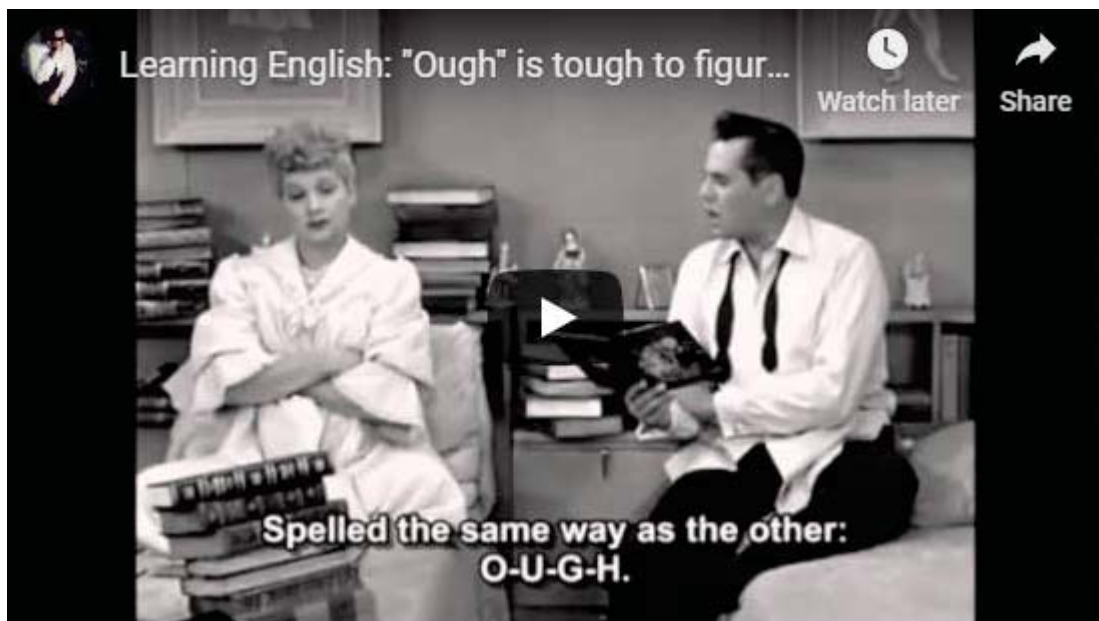 Learning English: "Ough" is tough to figur...
Watch later
Share
Spelled the same way as the other:
O-U-G-H.